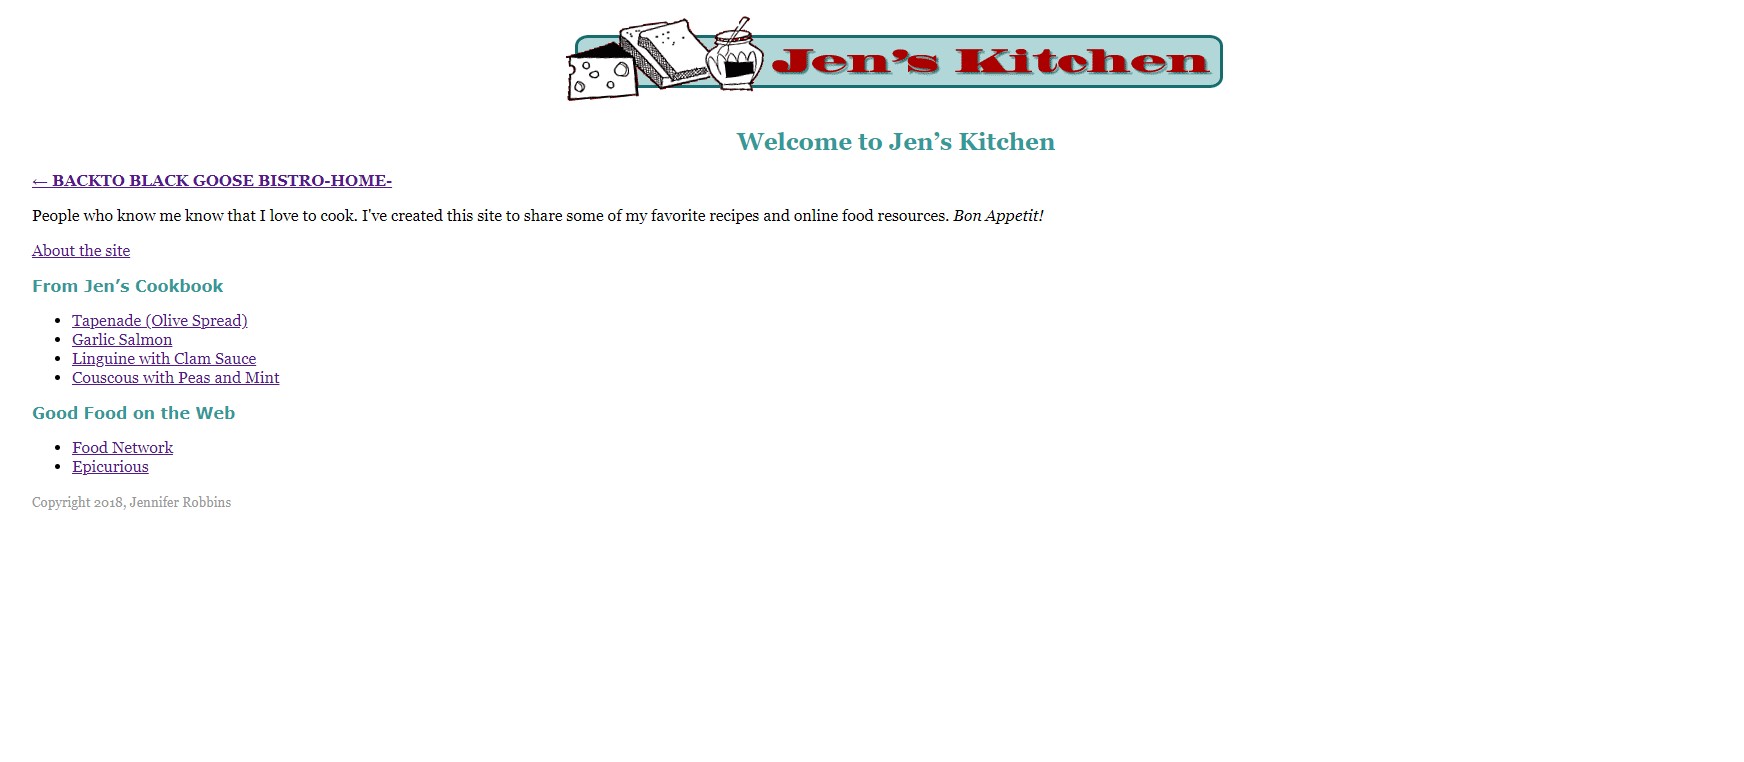 Jen's Kitchen
Welcome to Jen’s Kitchen
← BACKTO BLACK GOOSE BISTRO-HOME-
People who know me know that I love to cook. I've created this site to share some of my favorite recipes and online food resources. Bon Appetit!
About the site
From Jen’s Cookbook
Tapenade (Olive Spread)
Garlic Salmon
Linguine with Clam Sauce
Couscous with Peas and Mint
Good Food on the Web
Food Network
Epicurious
Copyright 2018, Jennifer Robbins